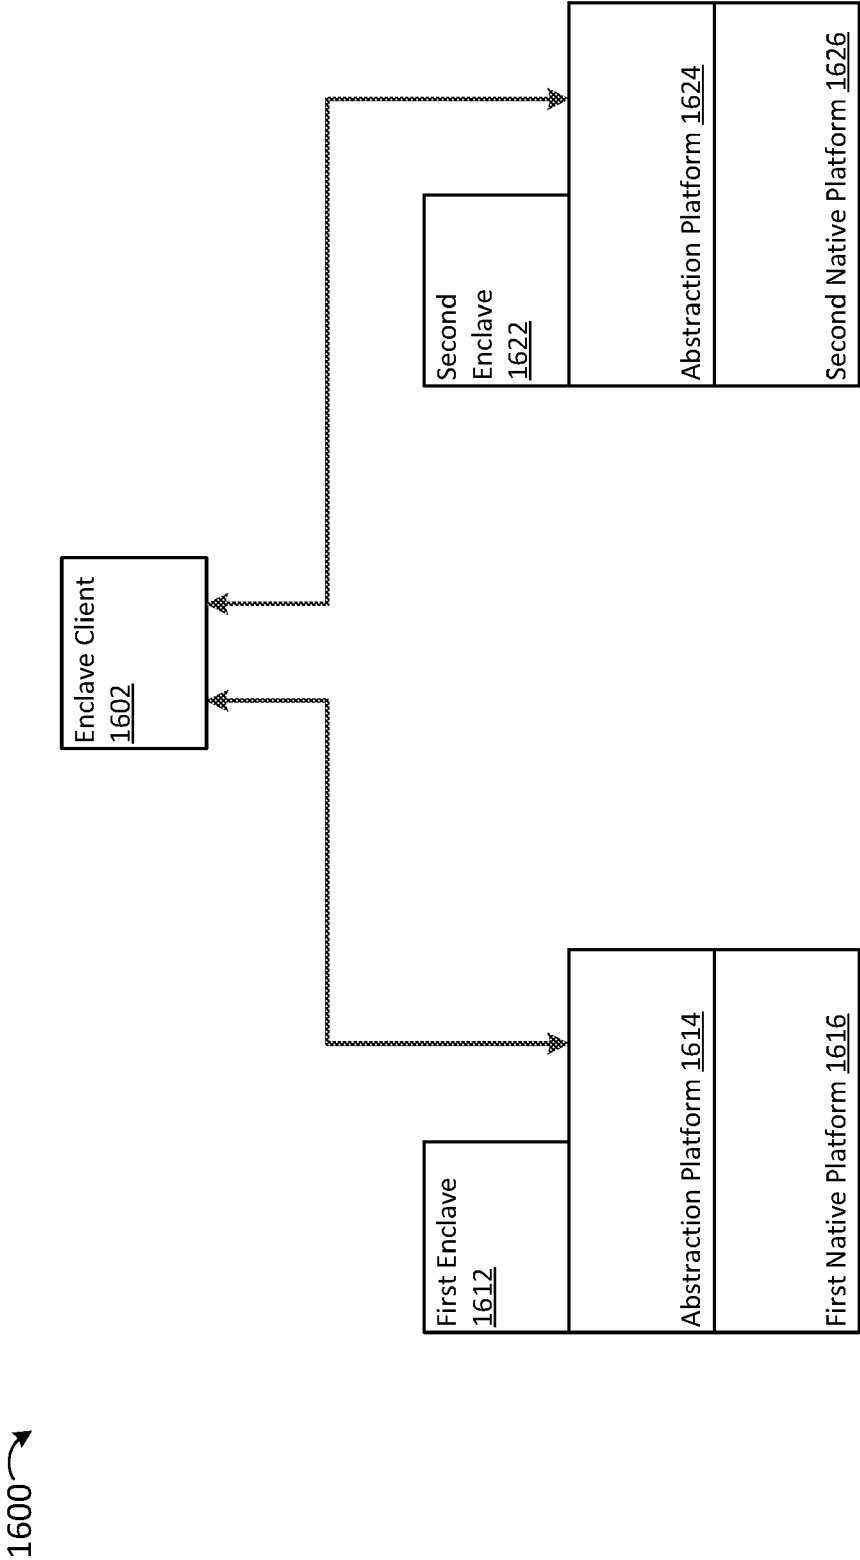 1600
Enclave Client
1602
First Enclave
1612
Abstraction Platform 1614
First Native Platform 1616
Second
Enclave
1622
Abstraction Platform 1624
Second Native Platform 1626